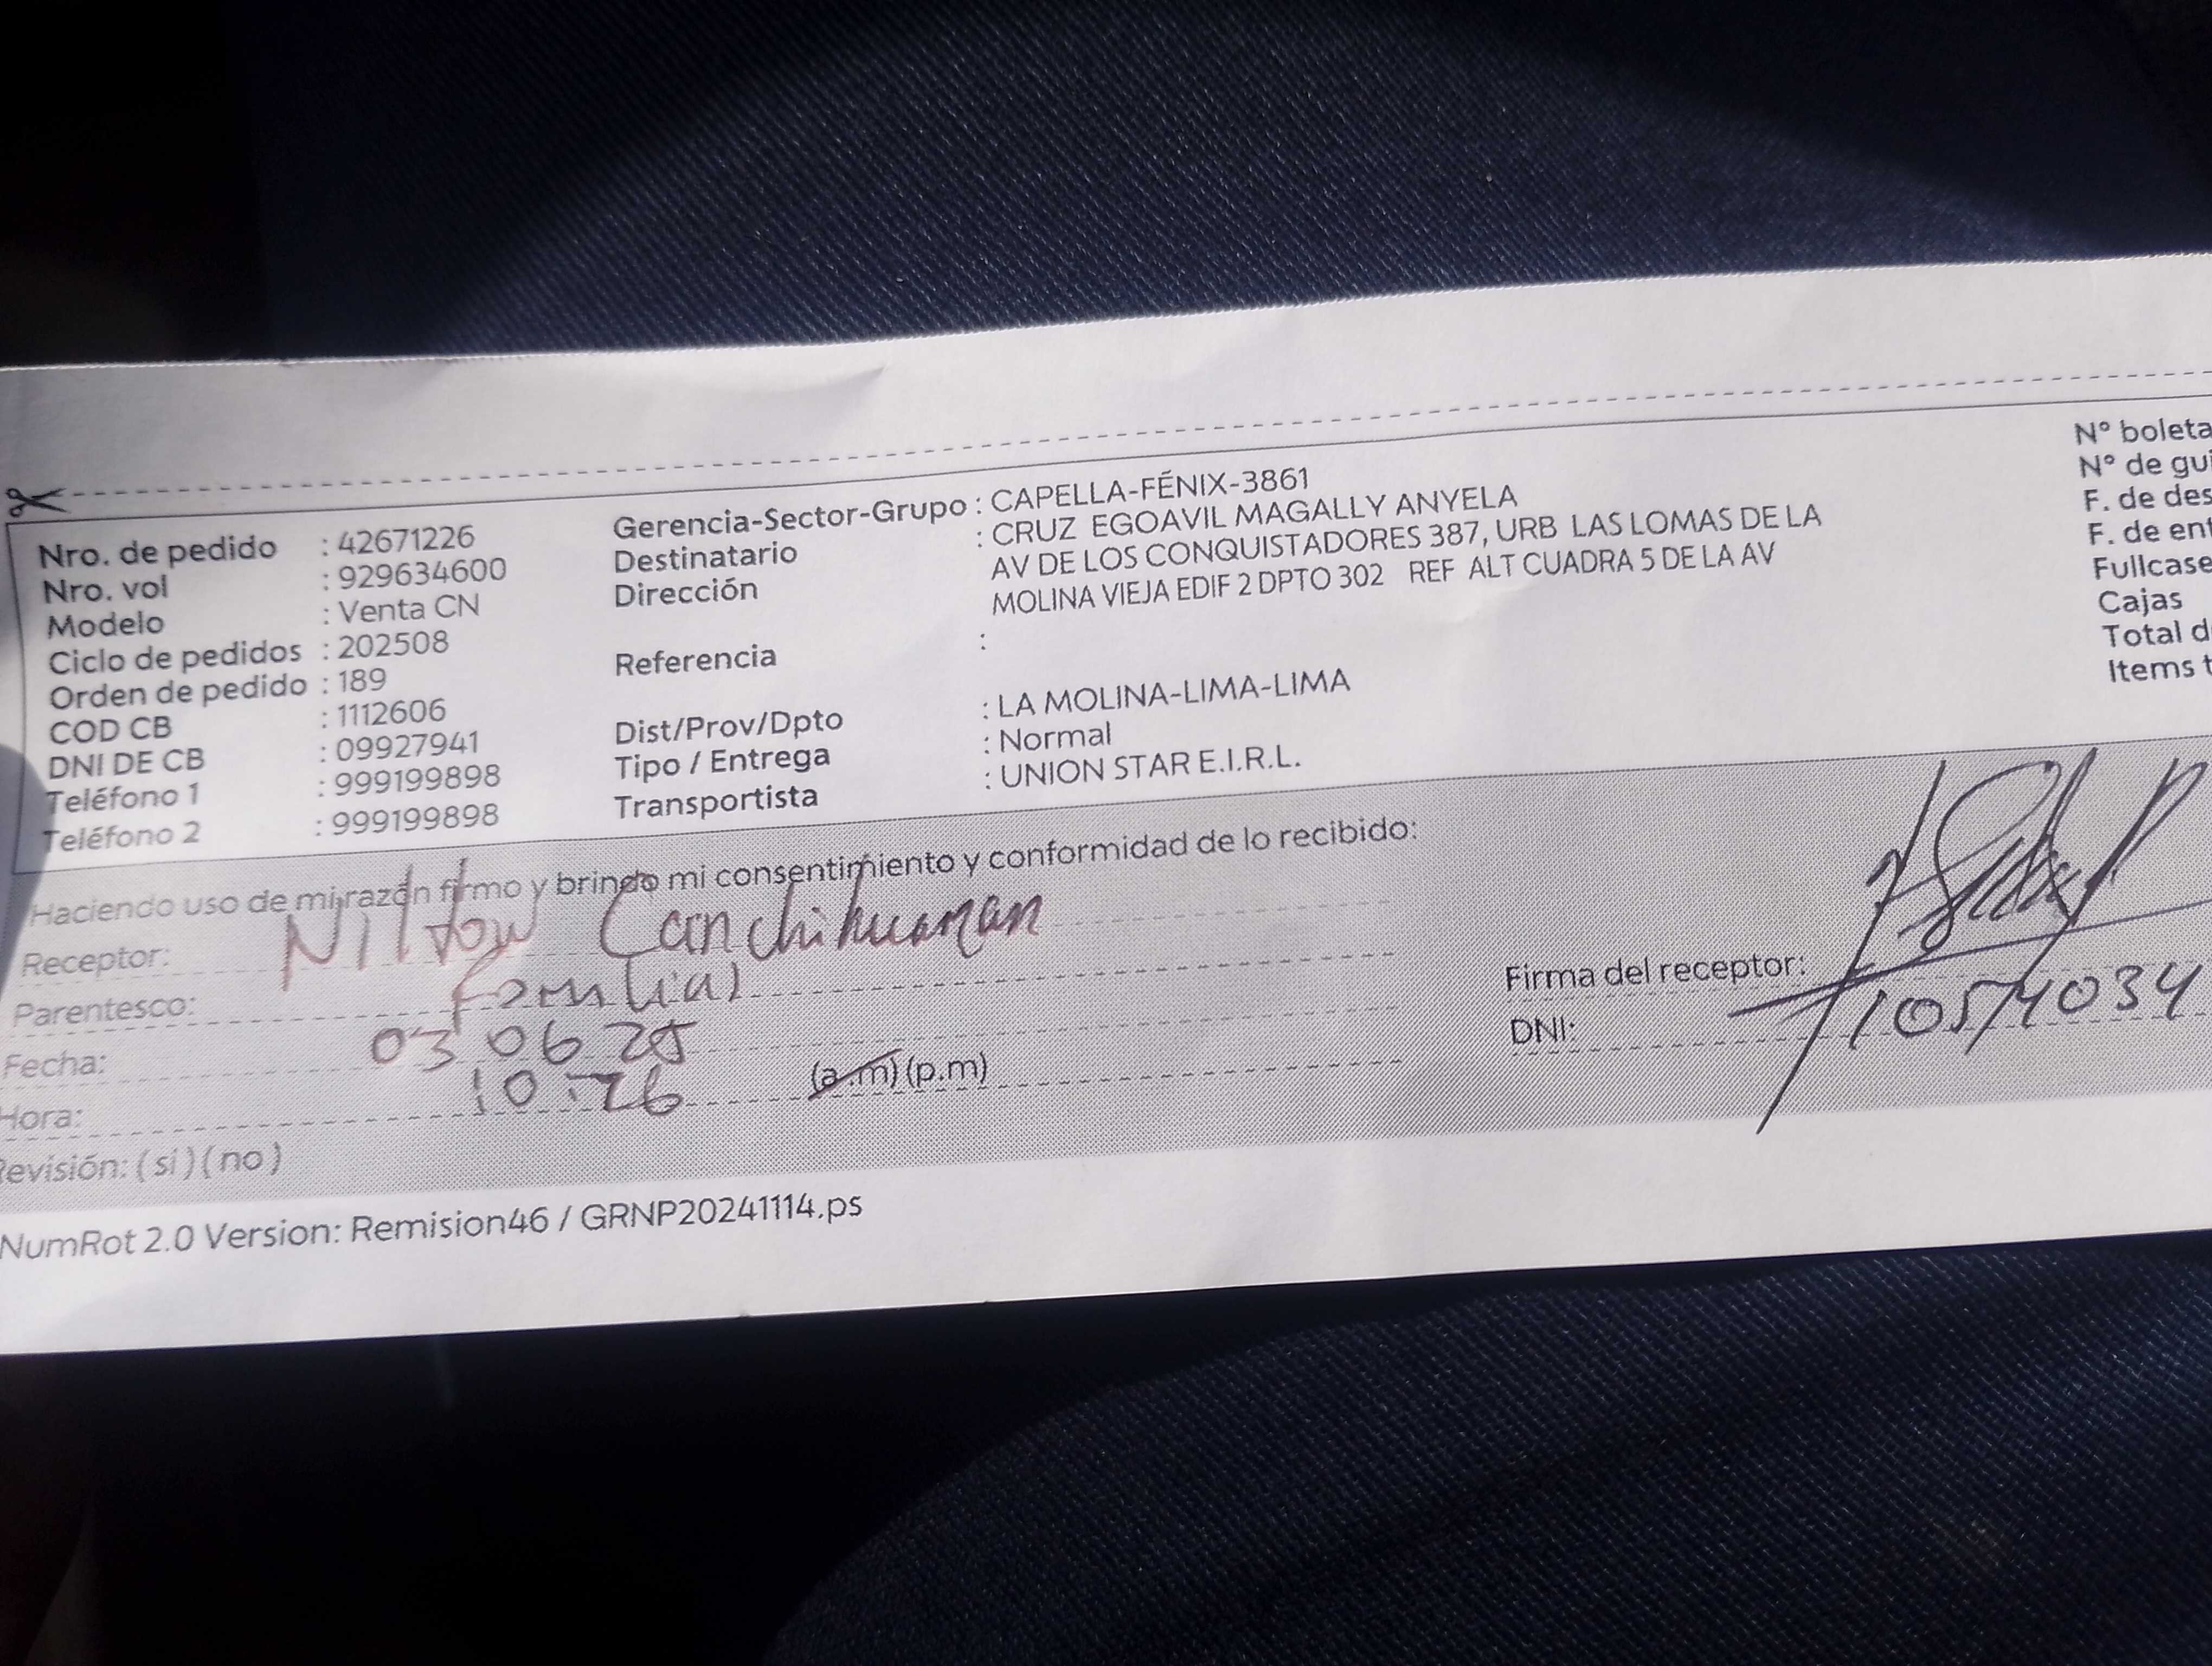 Nro. de pedido : 42671226
Nro. vol : 929634600
Modelo : Venta CN
Ciclo de pedidos : 202508
Orden de pedido : 189
COD CB : 1112606
DNI DE CB : 09927941
Teléfono 1 : 999199898
Teléfono 2 : 999199898
Gerencia-Sector-Grupo : CAPELLA-FÉNIX-3861
Destinatario : CRUZ EGOAVIL MAGALLY ANYELA
Dirección AV DE LOS CONQUISTADORES 387, URB LAS LOMAS DE LA
MOLINA VIEJA EDIF 2 DPTO 302 REF ALT CUADRA 5 DE LA AV
Referencia :
Dist/Prov/Dpto : LA MOLINA-LIMA-LIMA
Tipo / Entrega : Normal
Transportista : UNION STAR E.I.R.L.
N° boleta
N° de gui
F. de des
F. de ent
Fullcase
Cajas
Total d
Items t
Haciendo uso de mi razón firmo y brindo mi consentimiento y conformidad de lo recibido:
Receptor: Nilton Canchihuaman
Parentesco: familial
Fecha: 03 06 25
Hora: 10:26 (a.m) (p.m)
Revisión: (si) (no)
Firma del receptor:
DNI: 10574034
NumRot 2.0 Version: Remision46 / GRNP20241114.ps